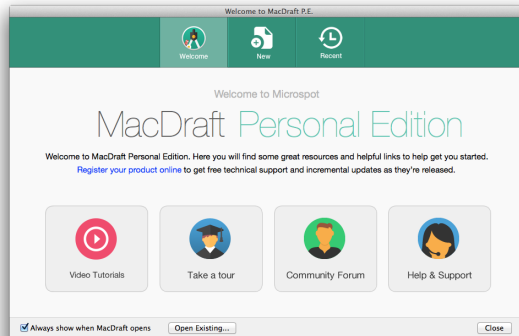 Welcome to MacDraft P.E.
Welcome
New
Recent
Welcome to Microspot
MacDraft Personal Edition
Welcome to MacDraft Personal Edition. Here you will find some great resources and helpful links to help get you started.
Register your product online to get free technical support and incremental updates as they're released.
Video Tutorials
Take a tour
Community Forum
Help & Support
Always show when MacDraft opens
Open Existing...
Close